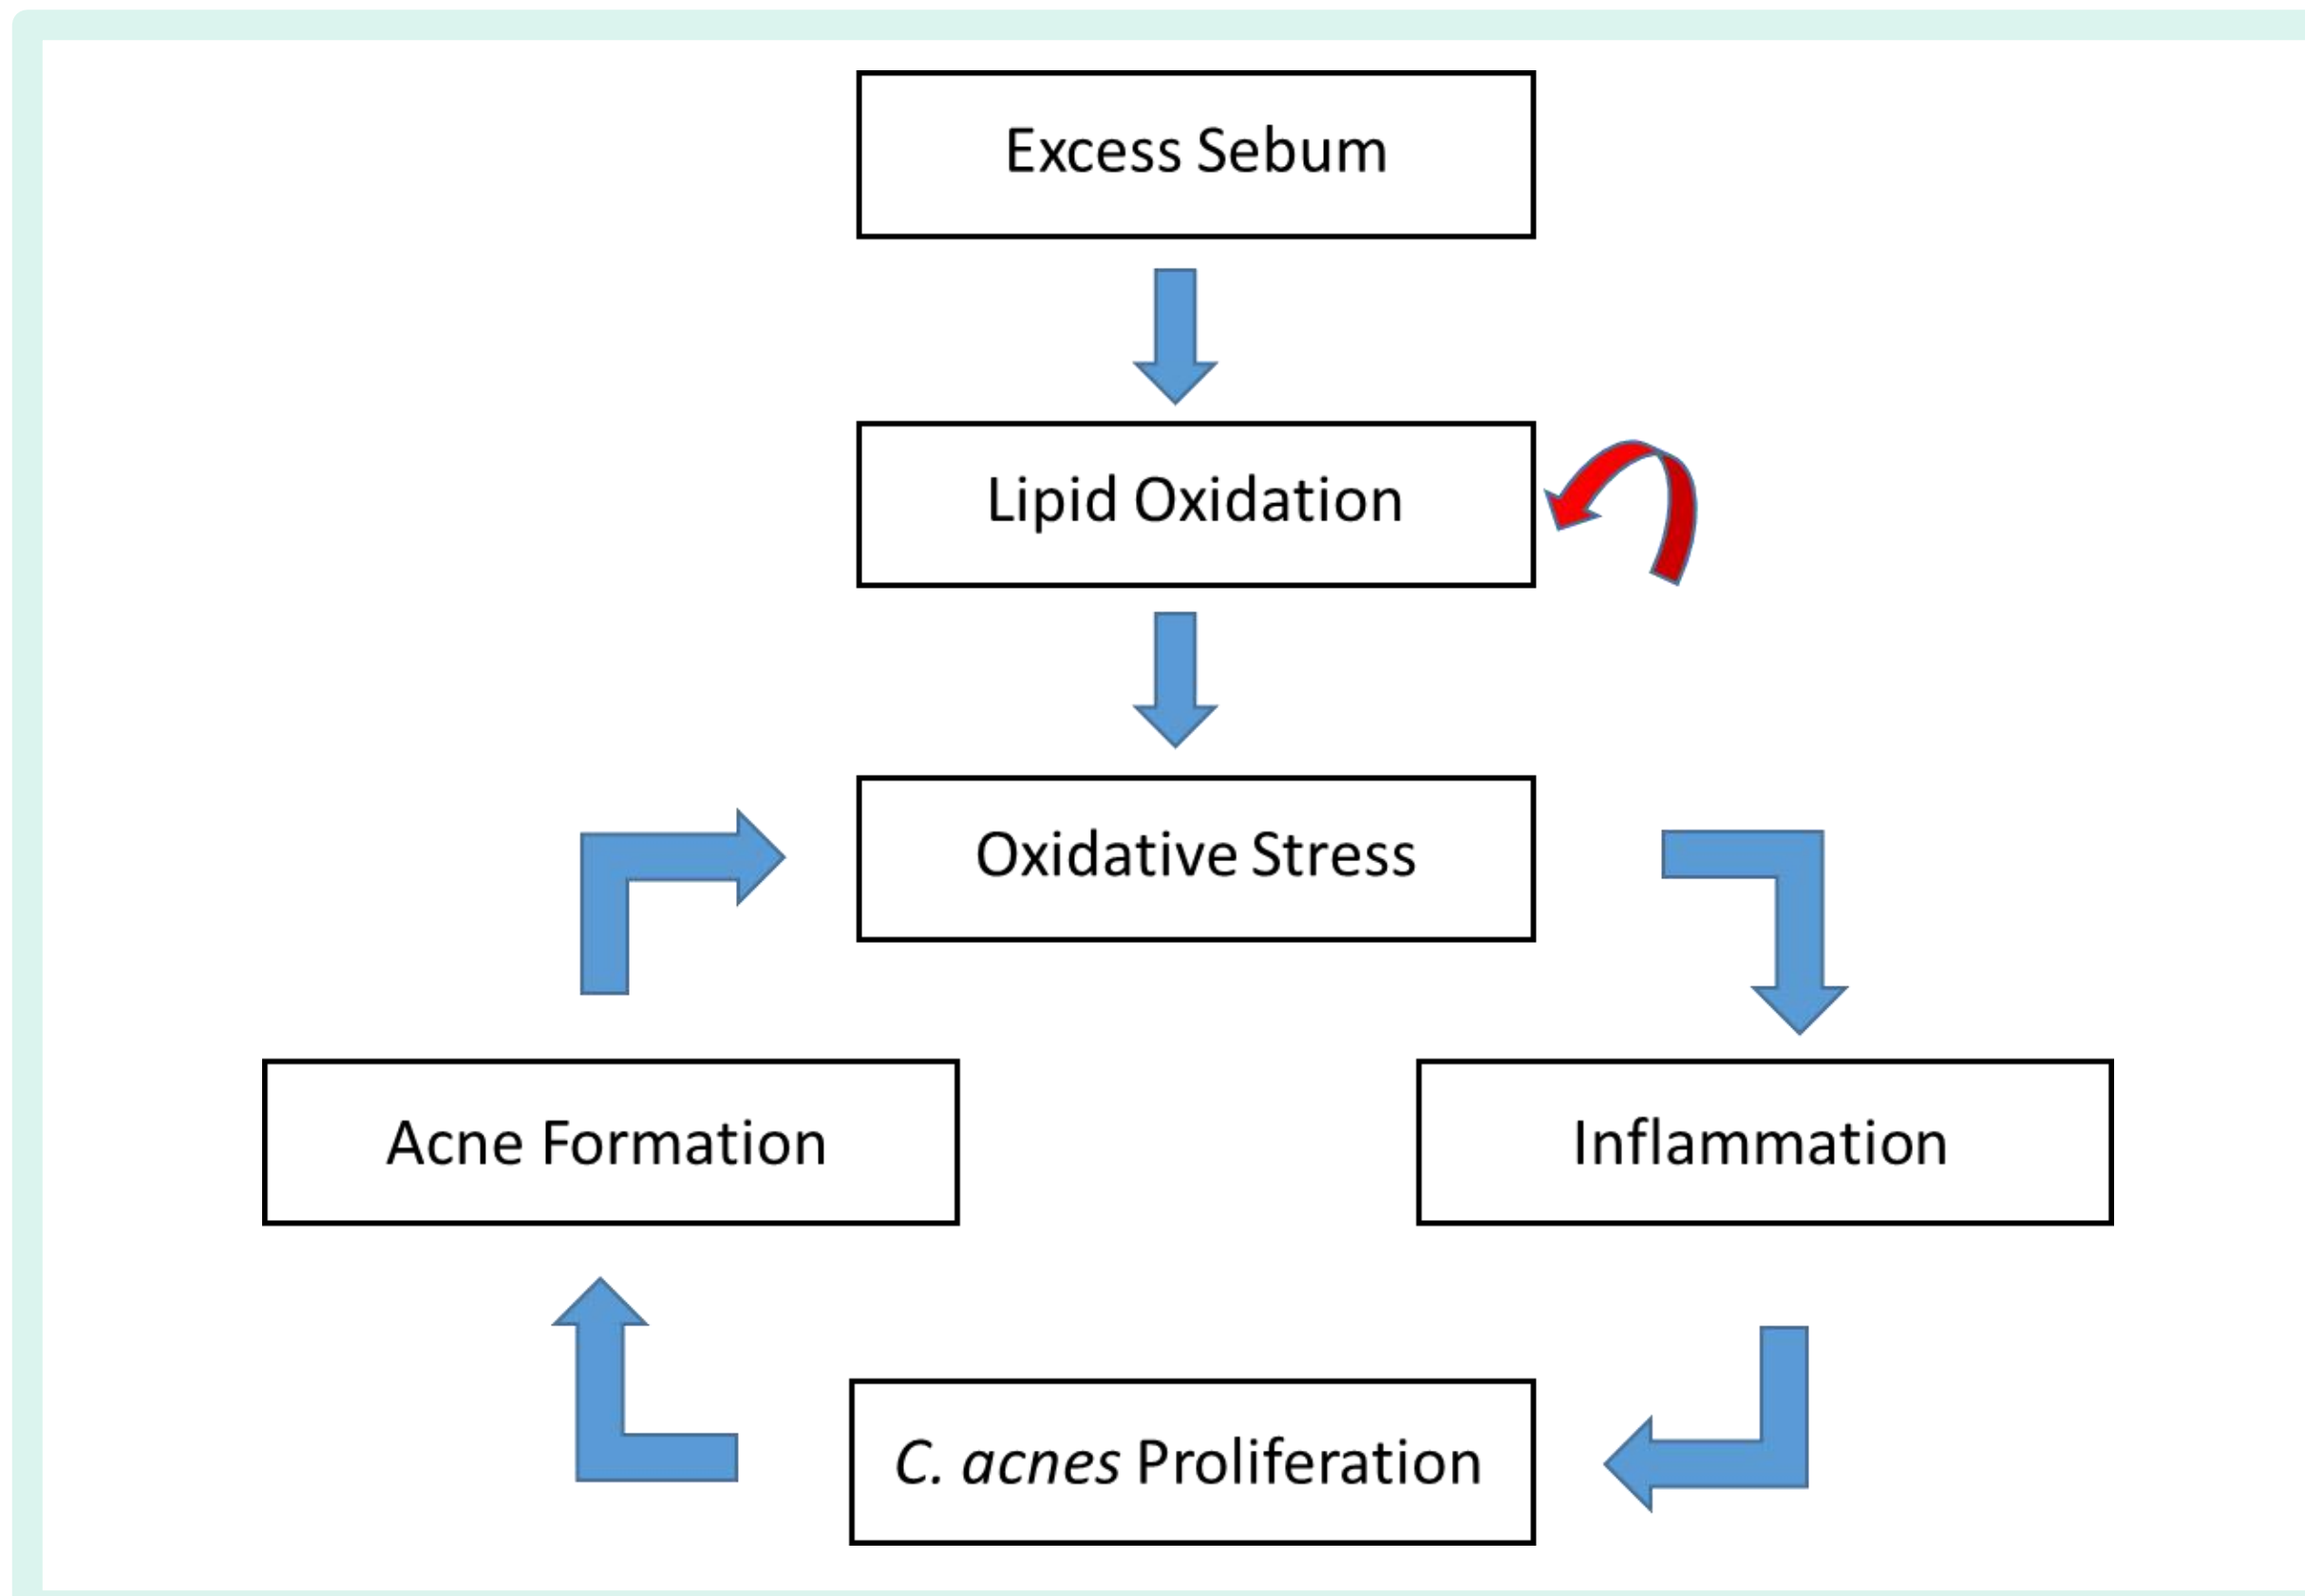 Excess Sebum
Lipid Oxidation
Oxidative Stress
Acne Formation
Inflammation
C. acnes Proliferation